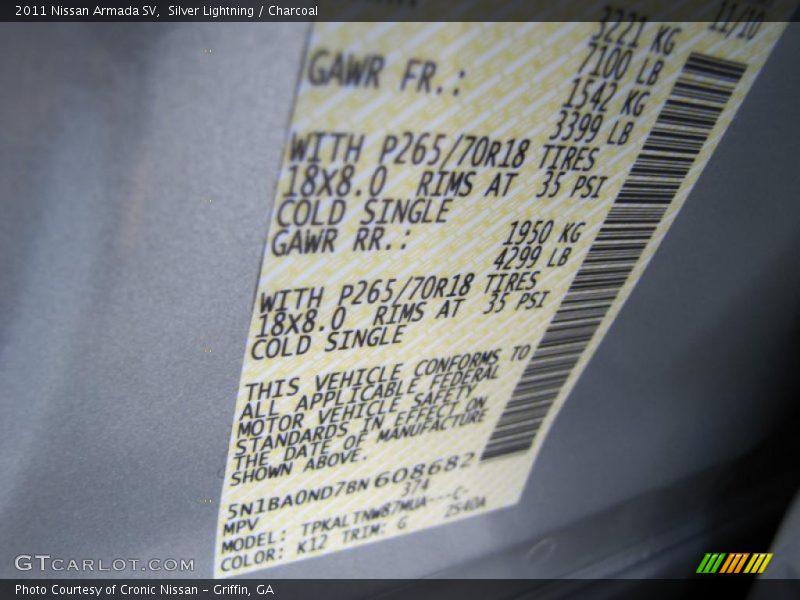 2011 Nissan Armada SV,  Silver Lightning / Charcoal
11/10
3221 KG
7100 LB
GAWR FR.: 1542 KG
3399 LB
WITH P265/70R18 TIRES
18X8.0 RIMS AT 35 PSI
COLD SINGLE
GAWR RR.: 1950 KG
4299 LB
WITH P265/70R18 TIRES
18X8.0 RIMS AT 35 PSI
COLD SINGLE
THIS VEHICLE CONFORMS TO
ALL APPLICABLE FEDERAL
MOTOR VEHICLE SAFETY
STANDARDS IN EFFECT ON
THE DATE OF MANUFACTURE
SHOWN ABOVE.
5N1BA0ND7BN608682
MPV 374
MODEL: TPKALTNW87MUA---C-
COLOR: K12 TRIM: G 2540A
GTCARLOT.COM
Photo Courtesy of Cronic Nissan - Griffin, GA